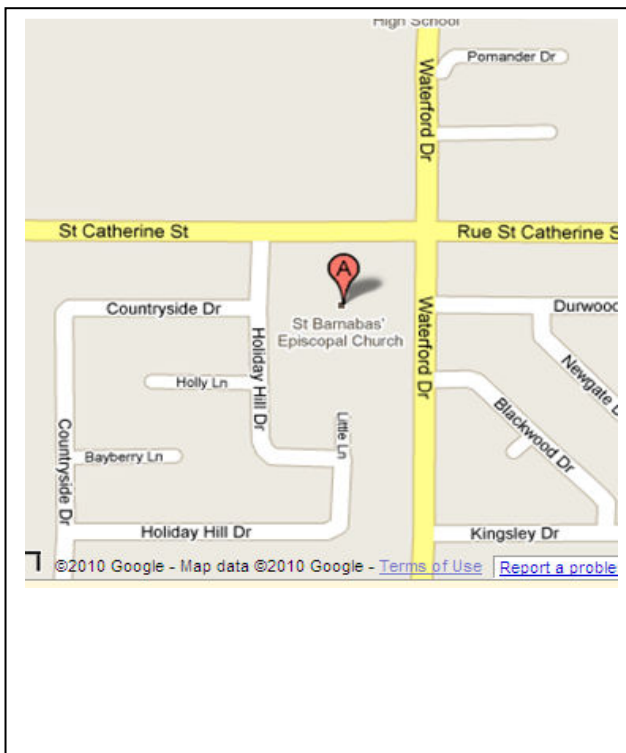 High School
Pomander Dr
Waterford Dr
St Catherine St
Rue St Catherine S
A
Countryside Dr
St Barnabas'
Episcopal Church
Waterford Dr
Durwood
Holiday Hill Dr
Newgate D
Holly Ln
Blackwood Dr
Little Ln
Countryside Dr
Bayberry Ln
Holiday Hill Dr
Kingsley Dr
©2010 Google - Map data ©2010 Google - Terms of Use
Report a proble